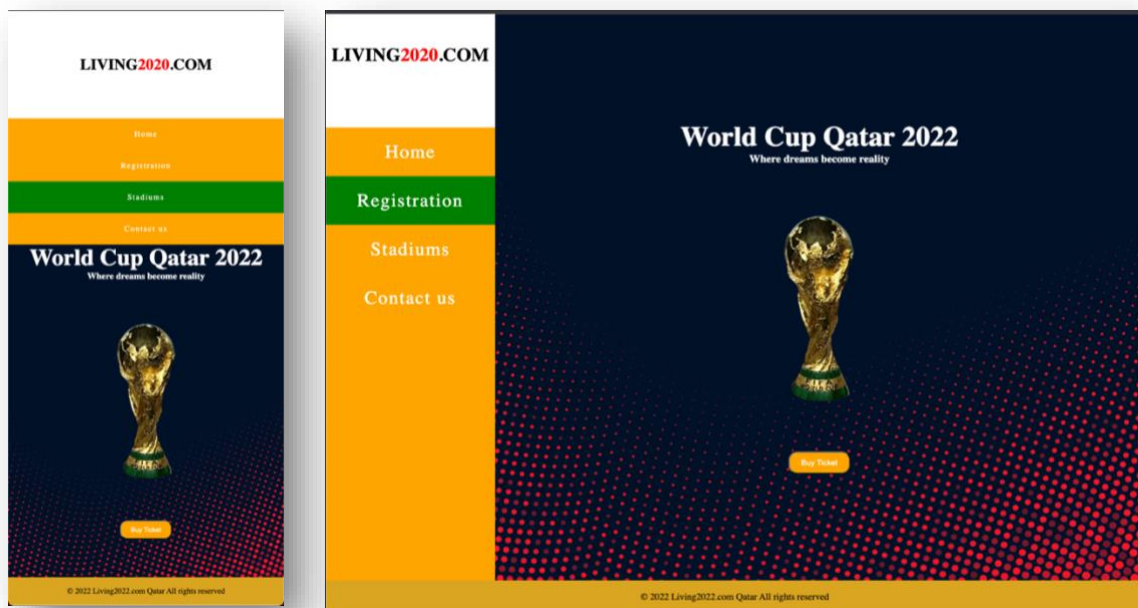 LIVING2020.COM
Home
Registration
Stadiums
Contact us
World Cup Qatar 2022
Where dreams become reality
Buy Ticket
© 2022 Living2022.com Qatar All rights reserved
LIVING2020.COM
Home
Registration
Stadiums
Contact us
World Cup Qatar 2022
Where dreams become reality
Buy Ticket
© 2022 Living2022.com Qatar All rights reserved